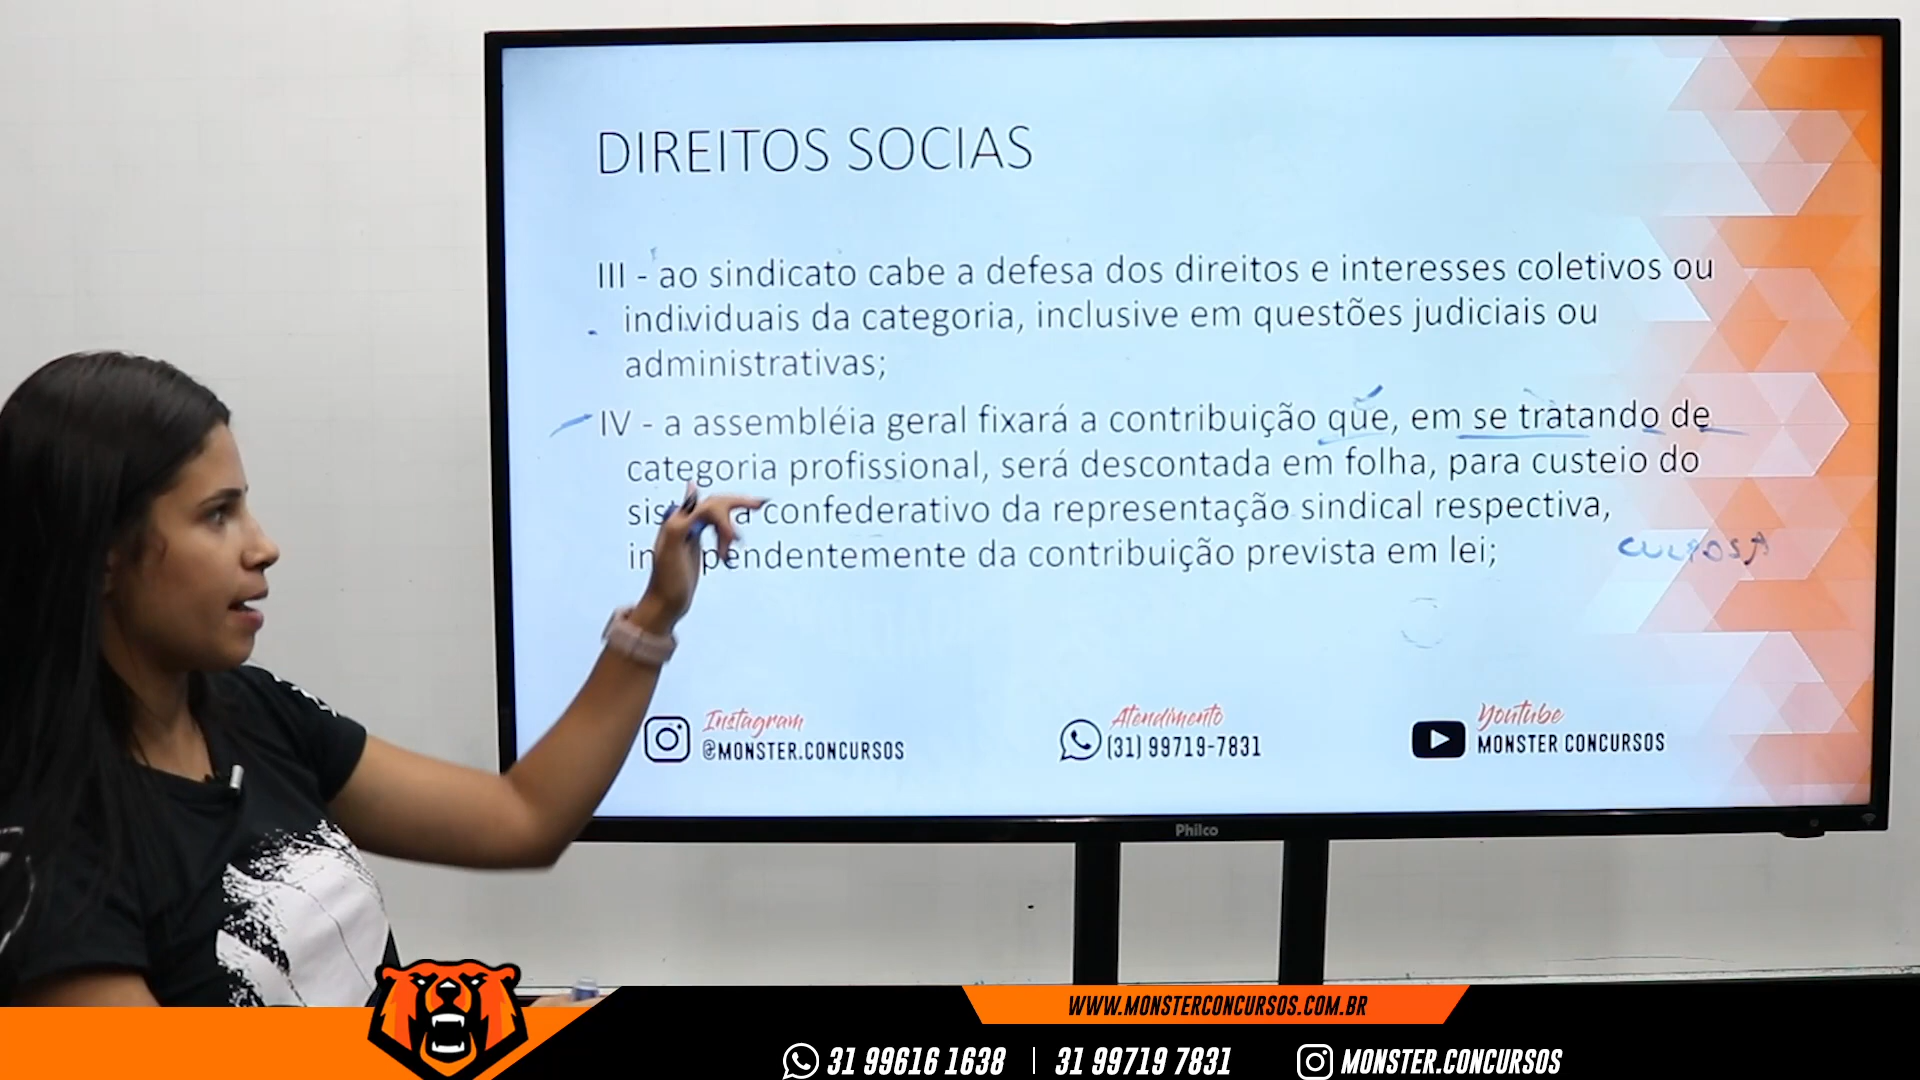 DIREITOS SOCIAS
III - ao sindicato cabe a defesa dos direitos e interesses coletivos ou
individuais da categoria, inclusive em questões judiciais ou
administrativas;
IV - a assembléia geral fixará a contribuição que, em se tratando de
categoria profissional, será descontada em folha, para custeio do
confederativo da representação sindical respectiva,
da contribuição prevista em lei;
CULPOSA
Instagram
@MONSTER.CONCURSOS
Atendimento
(31) 99719-7831
Youtube
MONSTER CONCURSOS
Philco
WWW.MONSTERCONCURSOS.COM.BR
31 99616 1638 | 31 99719 7831 MONSTER.CONCURSOS